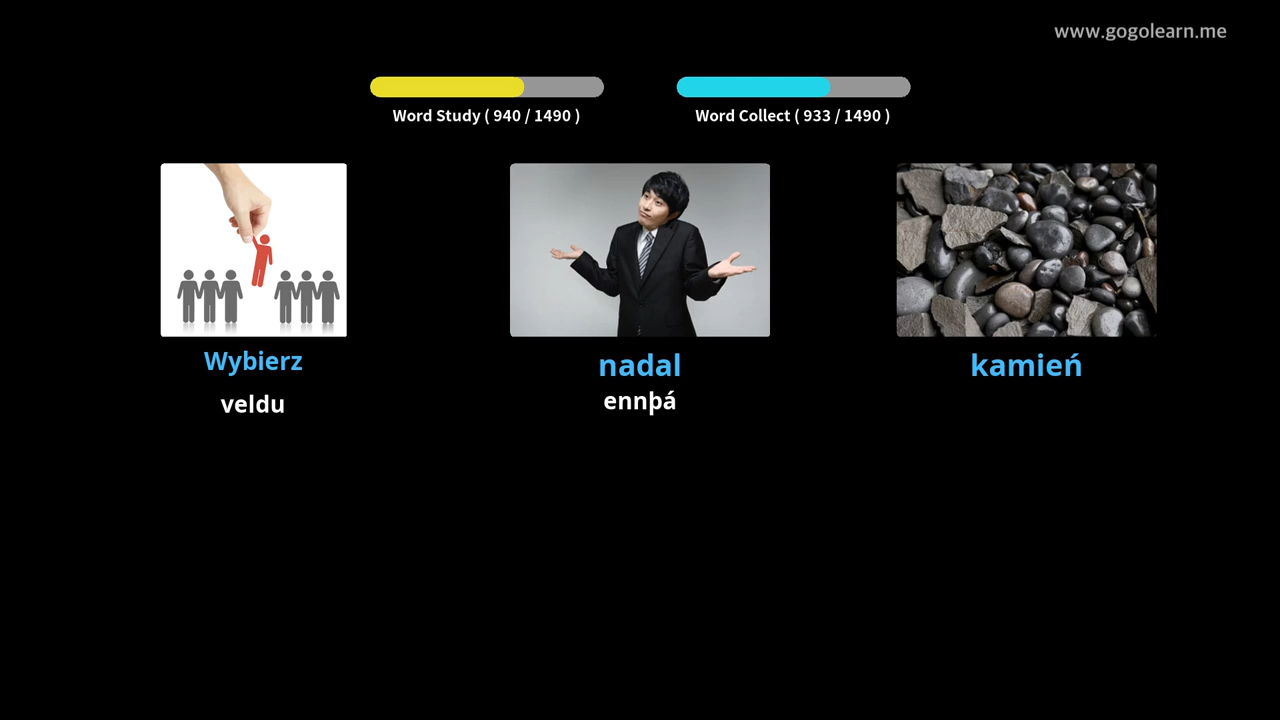 www.gogolearn.me
Word Study ( 940 / 1490 )
Word Collect ( 933 / 1490 )
Wybierz
veldu
nadal
ennþá
kamień